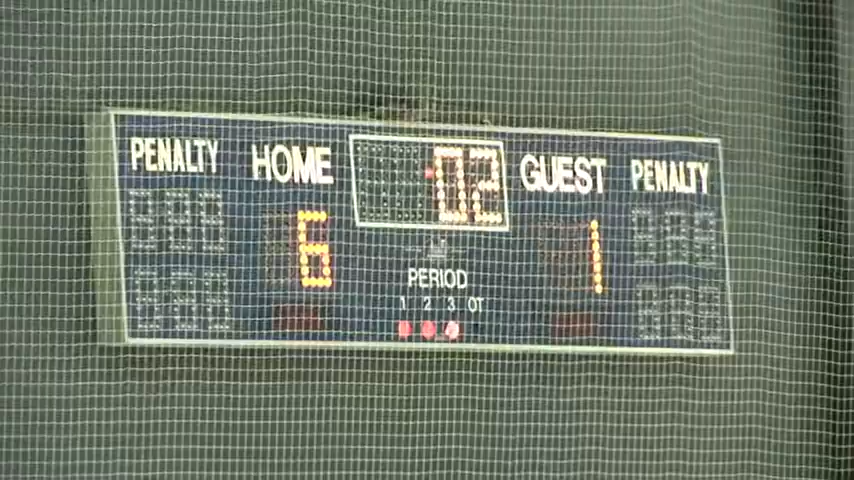 PENALTY HOME :02 GUEST PENALTY
6 1
PERIOD
1 2 3 OT